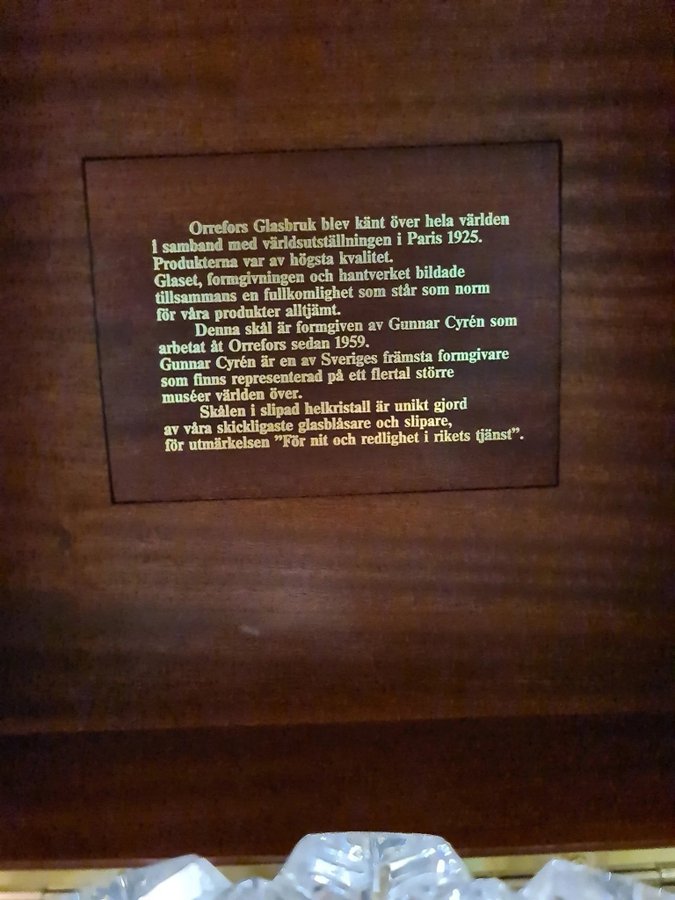 Orrefors Glasbruk blev känt över hela världen
i samband med världsutställningen i Paris 1925.
Produkterna var av högsta kvalitet.
Glaset, formgivningen och hantverket bildade
tillsammans en fullkomlighet som står som norm
för våra produkter alltjämt.
Denna skål är formgiven av Gunnar Cyrén som
arbetat åt Orrefors sedan 1959.
Gunnar Cyrén är en av Sveriges främsta formgivare
som finns representerad på ett flertal större
muséer världen över.
Skålen i slipad helkristall är unikt gjord
av våra skickligaste glasblåsare och slipare,
för utmärkelsen ”För nit och redlighet i rikets tjänst”.